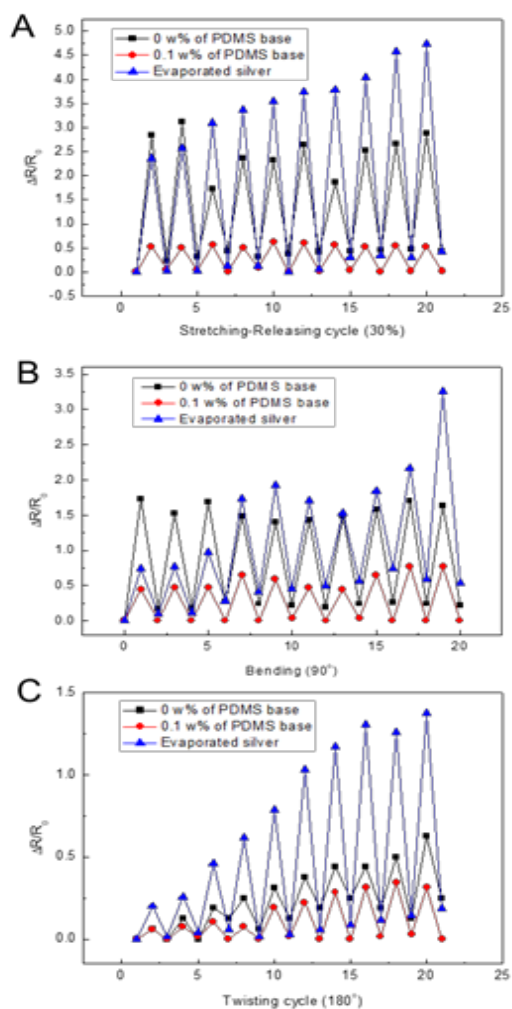 A
5.0
4.5
4.0
3.5
3.0
2.5
2.0
1.5
1.0
0.5
0.0
-0.5
ΔR/R0
0 w% of PDMS base
0.1 w% of PDMS base
Evaporated silver
0 5 10 15 20 25
Stretching-Releasing cycle (30%)
B
3.5
3.0
2.5
2.0
1.5
1.0
0.5
0.0
ΔR/R0
0 w% of PDMS base
0.1 w% of PDMS base
Evaporated silver
0 5 10 15 20
Bending (90°)
C
1.5
1.0
0.5
0.0
ΔR/R0
0 w% of PDMS base
0.1 w% of PDMS base
Evaporated silver
0 5 10 15 20 25
Twisting cycle (180°)